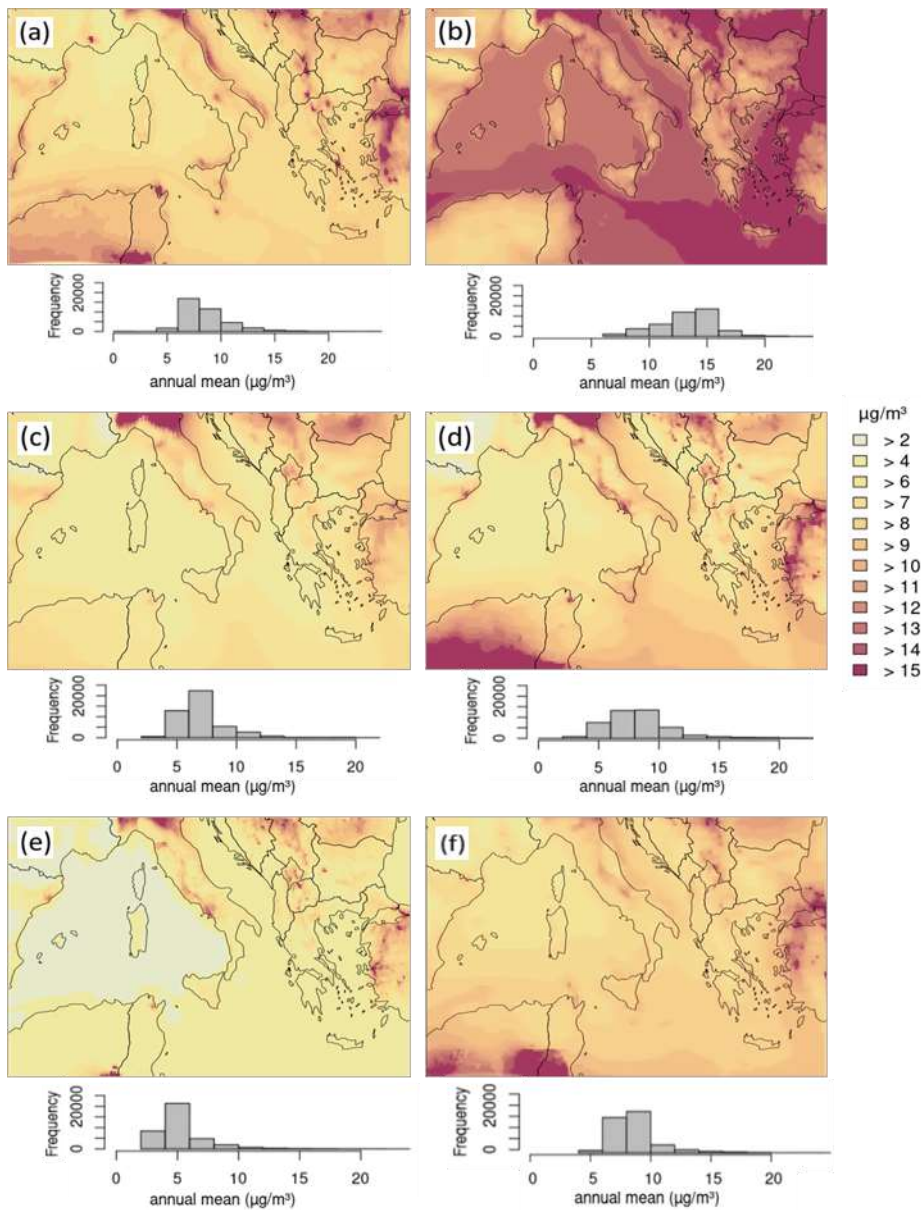 (a)
(b)
Frequency
0 20000
0 5 10 15 20
annual mean (µg/m³)
Frequency
0 20000
0 5 10 15 20
annual mean (µg/m³)
(c)
(d)
µg/m³
> 2
> 4
> 6
> 7
> 8
> 9
> 10
> 11
> 12
> 13
> 14
> 15
Frequency
0 20000
0 5 10 15 20
annual mean (µg/m³)
Frequency
0 20000
0 5 10 15 20
annual mean (µg/m³)
(e)
(f)
Frequency
0 20000
0 5 10 15 20
annual mean (µg/m³)
Frequency
0 20000
0 5 10 15 20
annual mean (µg/m³)